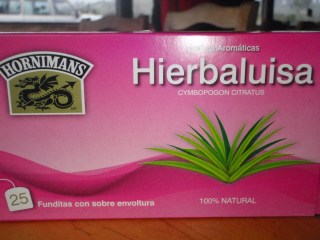 Aromáticas
HORNIMANS
Hierbaluisa
CYMBOPOGON CITRATUS
25
Funditas con sobre envoltura
100% NATURAL